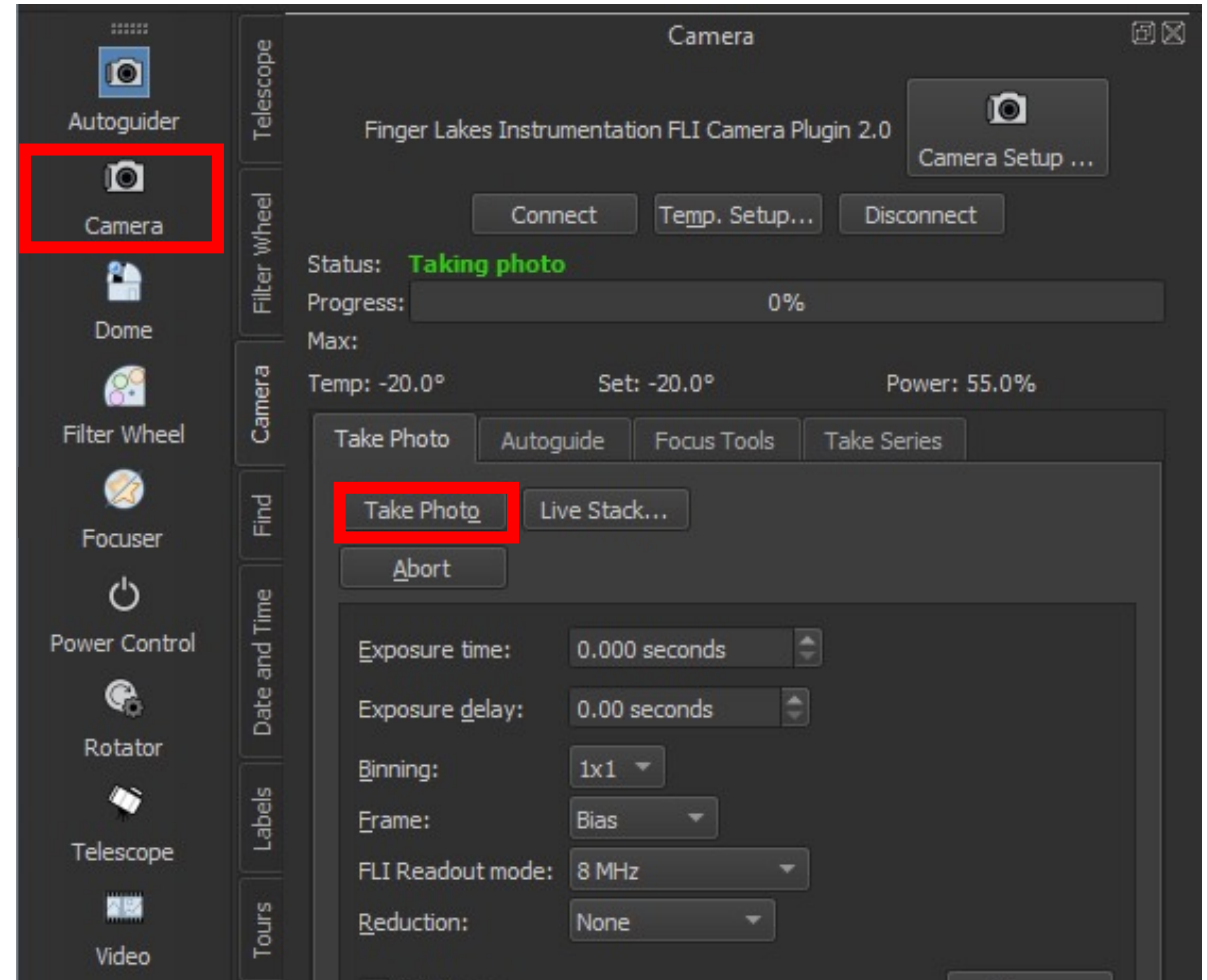 Autoguider
Camera
Dome
Filter Wheel
Focuser
Power Control
Rotator
Telescope
Video
Telescope
Filter Wheel
Camera
Find
Date and Time
Labels
Tours
Camera
Finger Lakes Instrumentation FLI Camera Plugin 2.0
Camera Setup ...
Connect Temp. Setup... Disconnect
Status: Taking photo
Progress: 0%
Max:
Temp: -20.0° Set: -20.0° Power: 55.0%
Take Photo Autoguide Focus Tools Take Series
Take Photo Live Stack...
Abort
Exposure time: 0.000 seconds
Exposure delay: 0.00 seconds
Binning: 1x1
Frame: Bias
FLI Readout mode: 8 MHz
Reduction: None